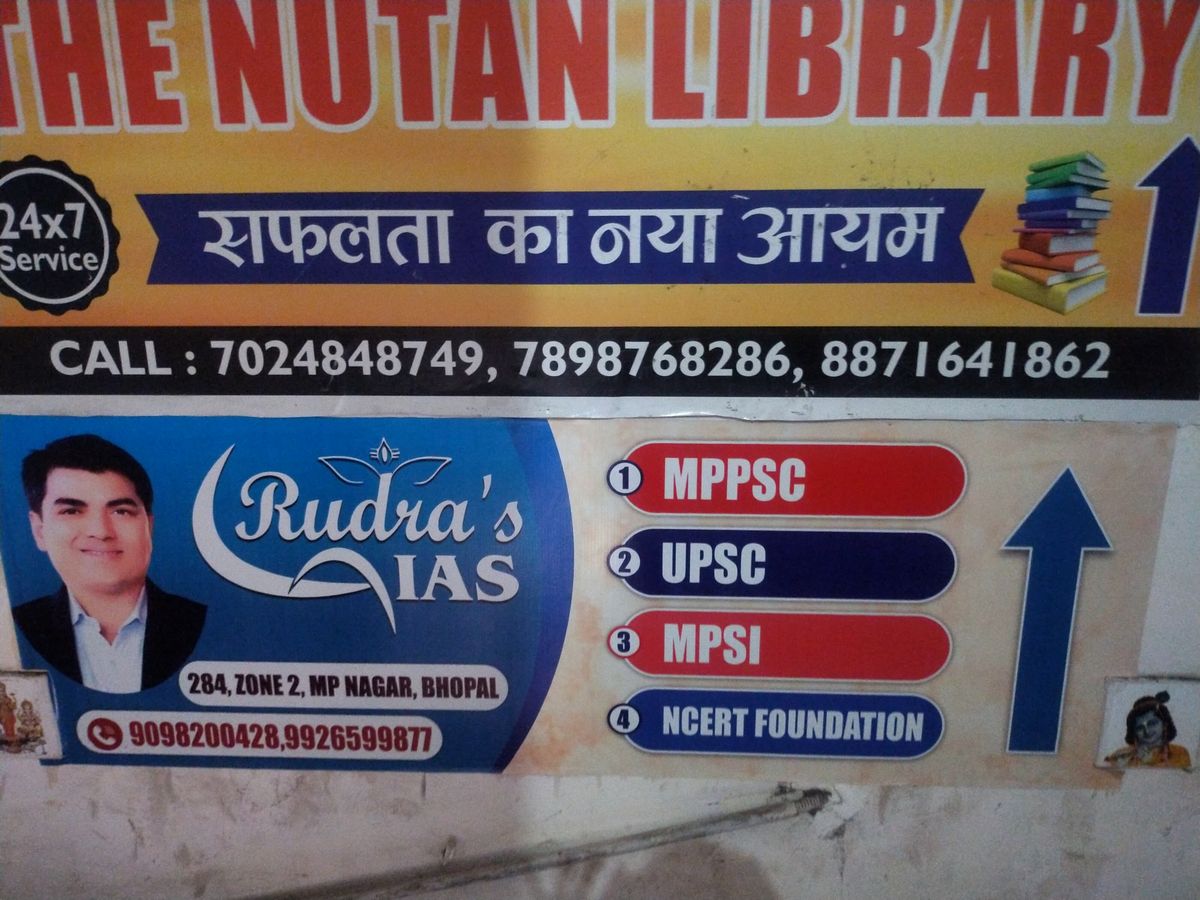 THE NUTAN LIBRARY
24x7
Service
सफलता का नया आयम
CALL : 7024848749, 7898768286, 8871641862
Rudra's
IAS
284, ZONE 2, MP NAGAR, BHOPAL
9098200428,9926599877
1 MPPSC
2 UPSC
3 MPSI
4 NCERT FOUNDATION